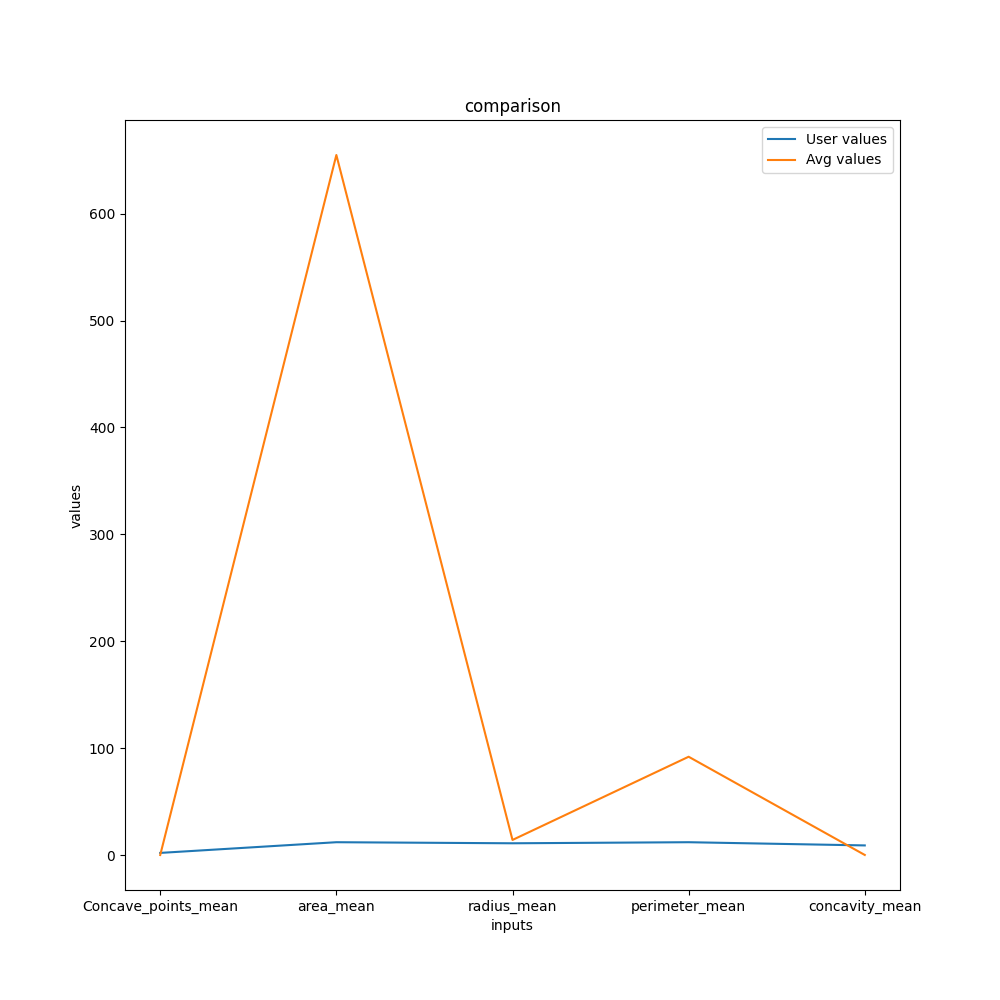 comparison
User values
Avg values
600
500
400
300
200
100
0
values
Concave_points_mean area_mean radius_mean perimeter_mean concavity_mean
inputs